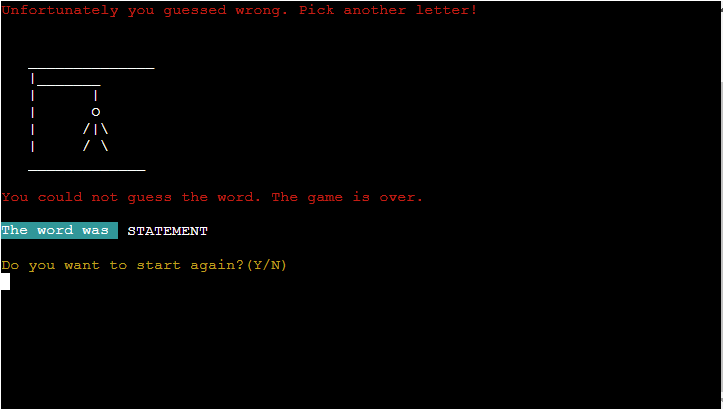 Unfortunately you guessed wrong. Pick another letter!
You could not guess the word. The game is over.
The word was STATEMENT
Do you want to start again?(Y/N)